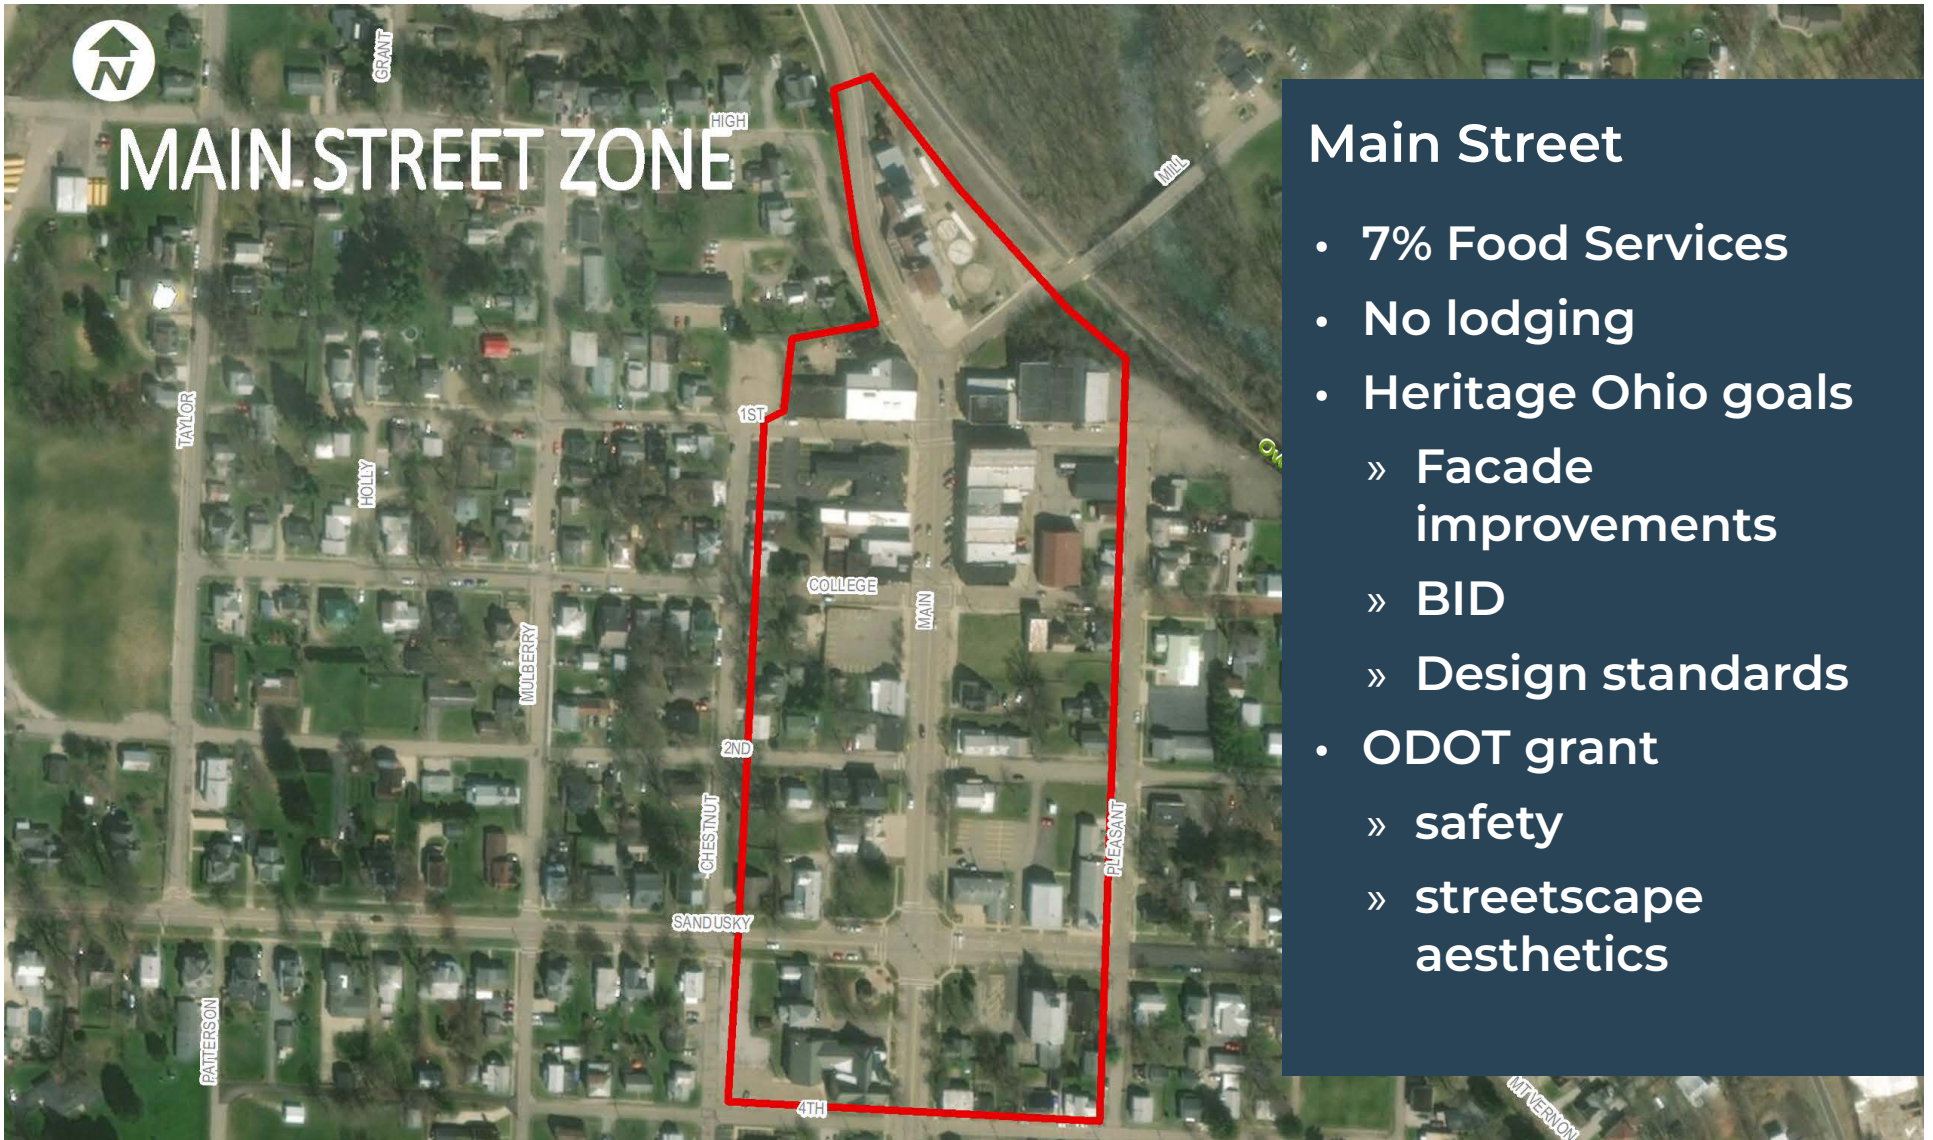 N
MAIN STREET ZONE
GRANT
HIGH
MILL
TAYLOR
1ST
HOLLY
COLLEGE
MAIN
MULBERRY
2ND
CHESTNUT
PLEASANT
SANDUSKY
PATTERSON
4TH
MT VERNON
Main Street
• 7% Food Services
• No lodging
• Heritage Ohio goals
» Facade
improvements
» BID
» Design standards
• ODOT grant
» safety
» streetscape
aesthetics